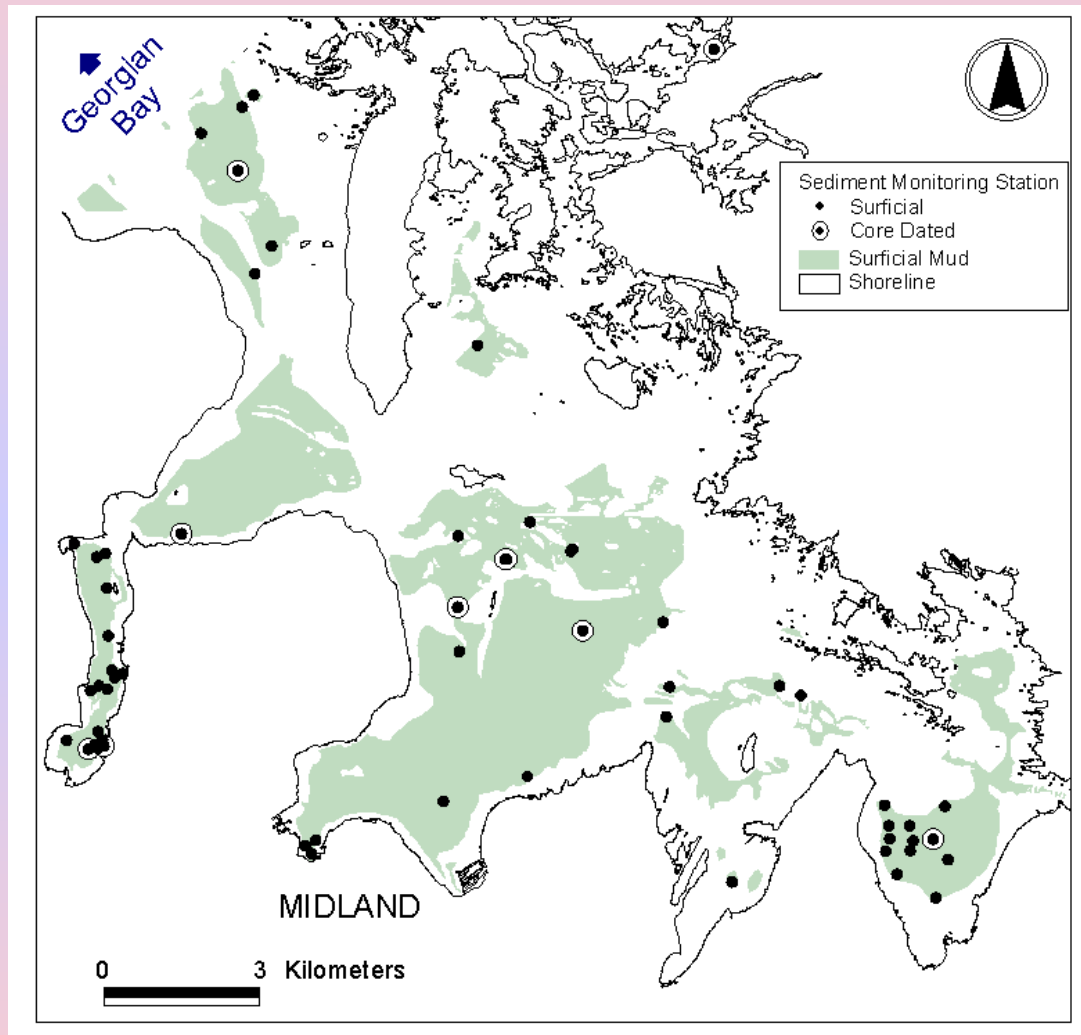 Georgian
Bay
Sediment Monitoring Station
Surficial
Core Dated
Surficial Mud
Shoreline
MIDLAND
0 3 Kilometers